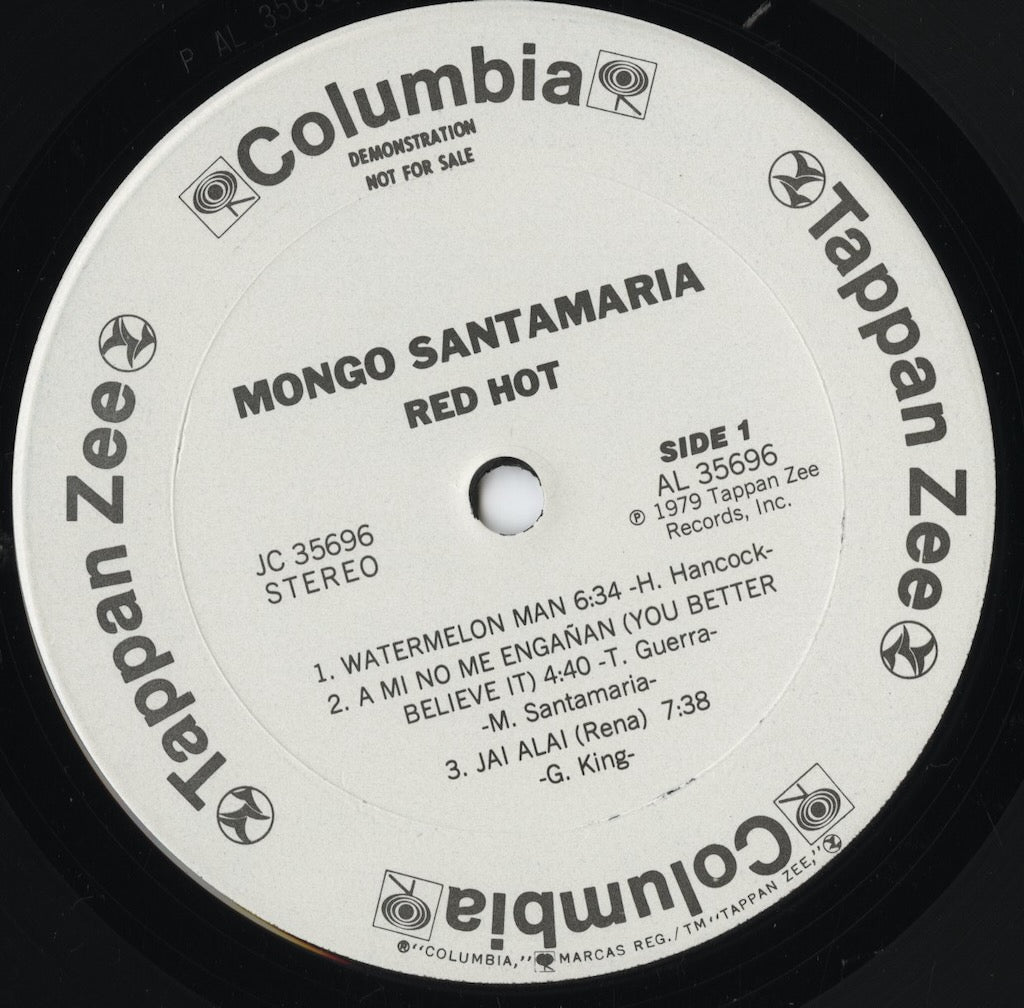 P AL 3569
Columbia
DEMONSTRATION
NOT FOR SALE
Tappan Zee
Tappan Zee
MONGO SANTAMARIA
RED HOT
SIDE 1
AL 35696
℗ 1979 Tappan Zee
Records, Inc.
JC 35696
STEREO
1. WATERMELON MAN 6:34 -H. Hancock-
2. A MI NO ME ENGAÑAN (YOU BETTER
BELIEVE IT) 4:40 -T. Guerra-
-M. Santamaria-
3. JAI ALAI (Rena) 7:38
-G. King-
Columbia
®"COLUMBIA," MARCAS REG./TM "TAPPAN ZEE,"